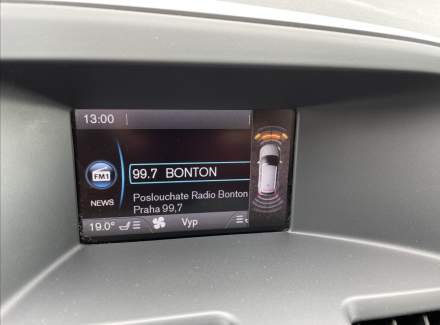 13:00
FM1
99.7 BONTON
NEWS
Poslouchate Radio Bonton
Praha 99,7
19.0° Vyp